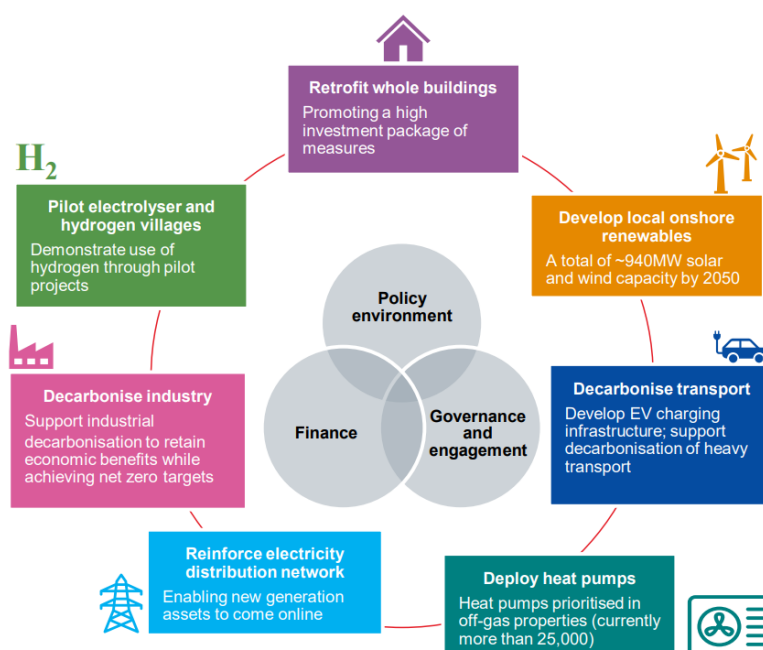 Retrofit whole buildings
Promoting a high
investment package of
measures
H₂
Pilot electrolyser and
hydrogen villages
Demonstrate use of
hydrogen through pilot
projects
Develop local onshore
renewables
A total of ~940MW solar
and wind capacity by 2050
Policy
environment
Finance
Governance
and
engagement
Decarbonise industry
Support industrial
decarbonisation to retain
economic benefits while
achieving net zero targets
Decarbonise transport
Develop EV charging
infrastructure; support
decarbonisation of heavy
transport
Reinforce electricity
distribution network
Enabling new generation
assets to come online
Deploy heat pumps
Heat pumps prioritised in
off-gas properties (currently
more than 25,000)